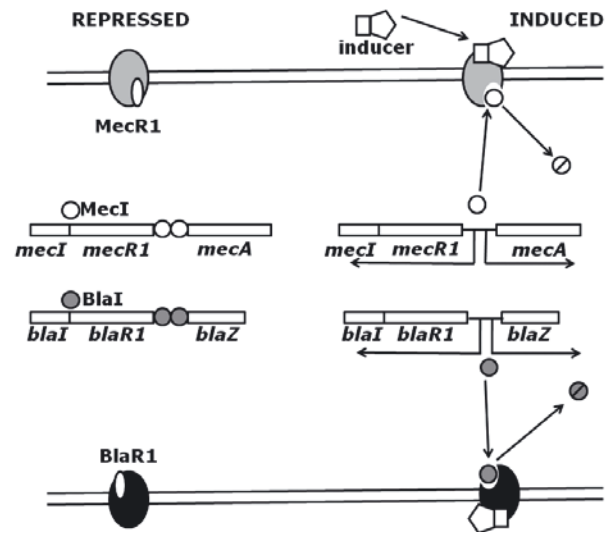 REPRESSED
INDUCED
inducer
MecR1
MecI
mecI mecR1 mecA
mecI mecR1 mecA
BlaI
blaI blaR1 blaZ
blaI blaR1 blaZ
BlaR1